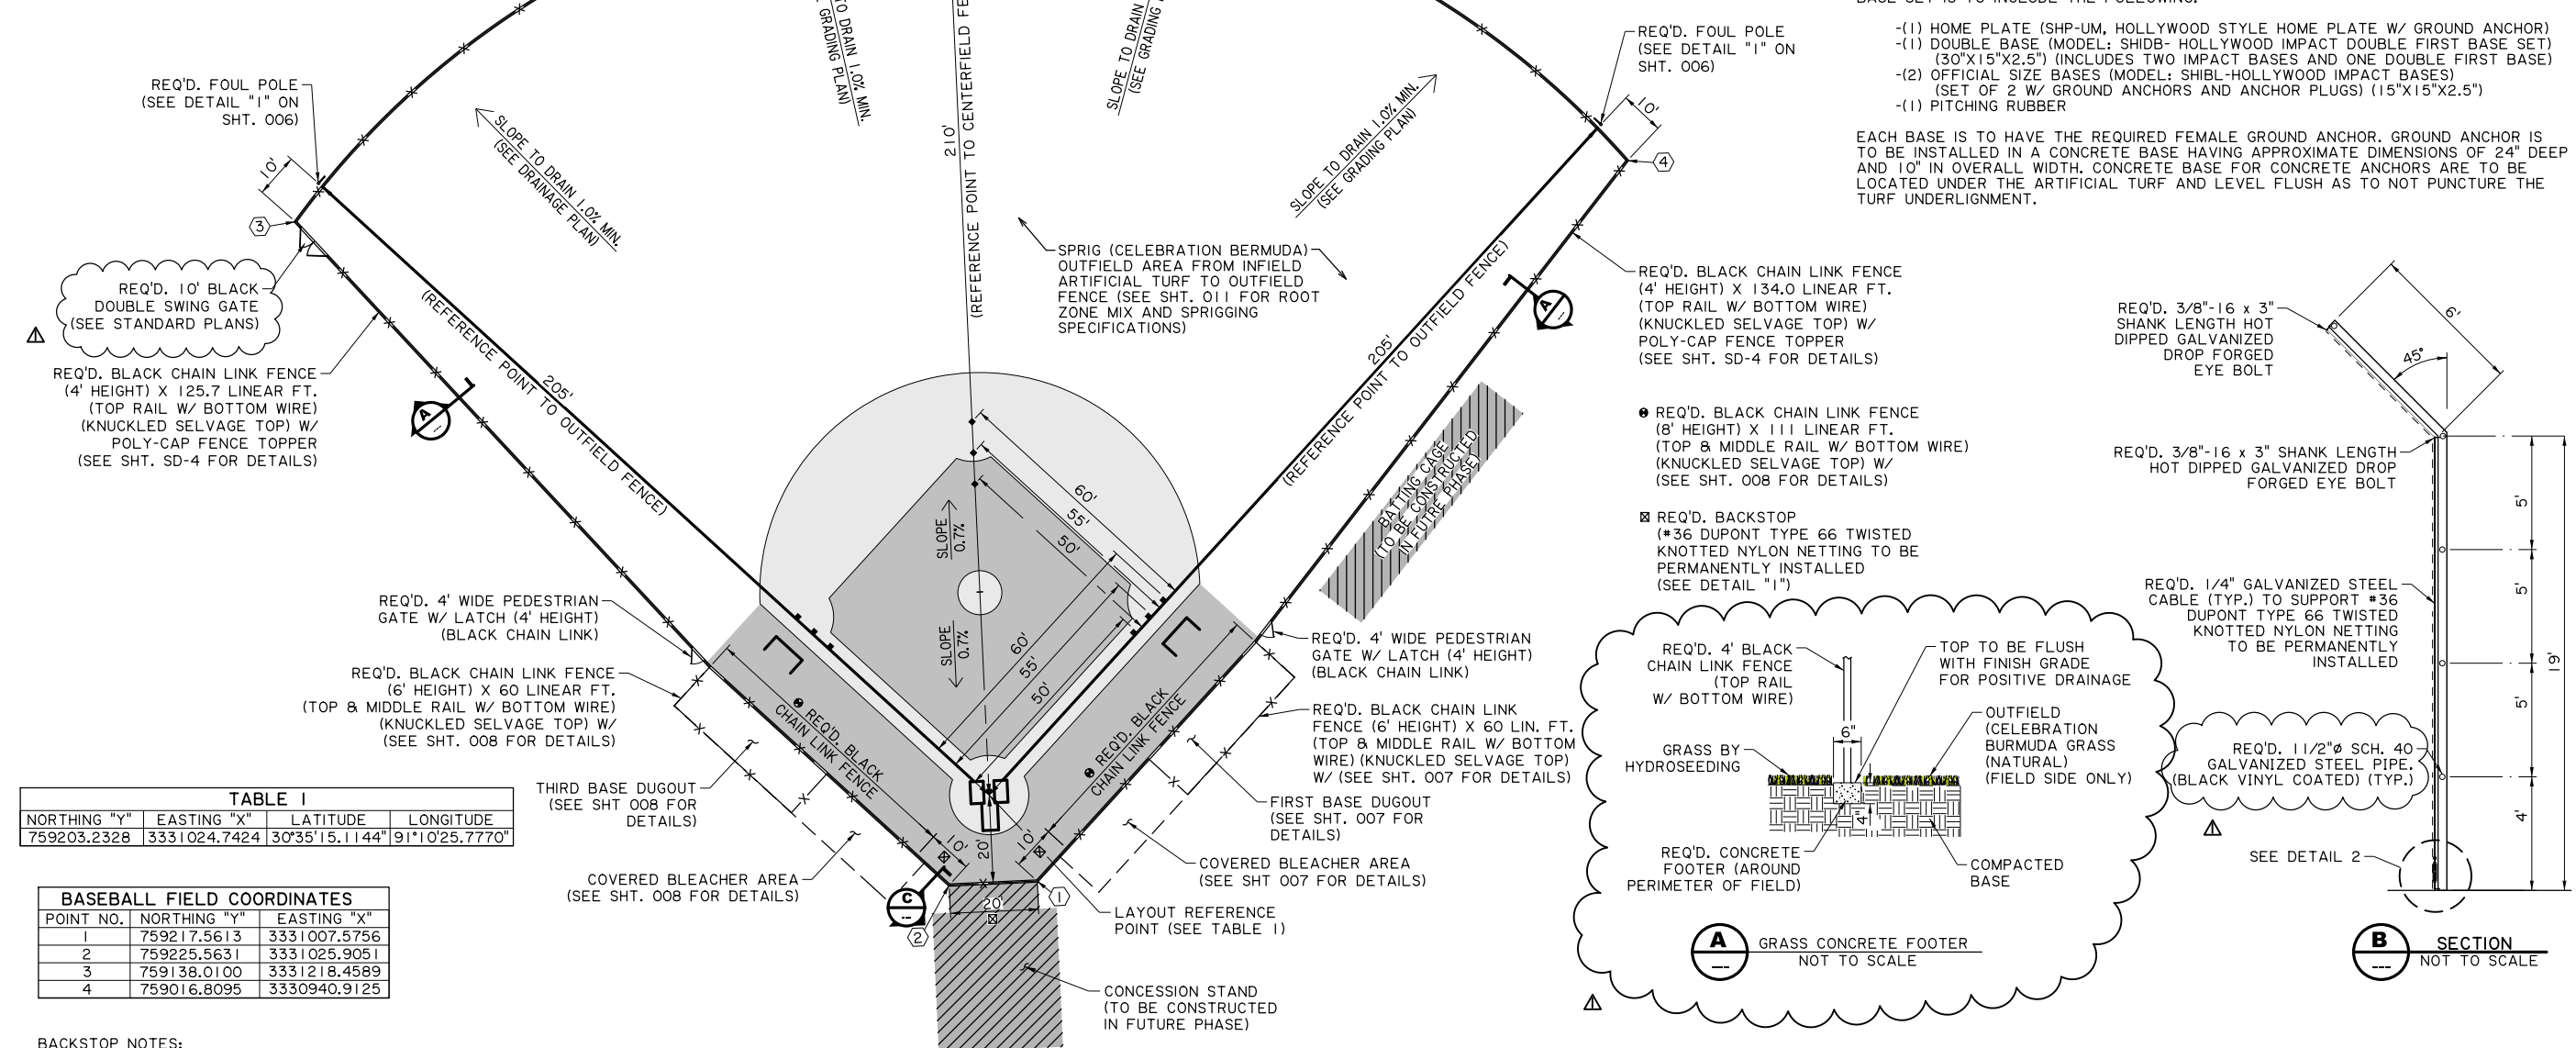 REQ'D. FOUL POLE
(SEE DETAIL "1" ON
SHT. 006)
10'
3
REQ'D. 10' BLACK
DOUBLE SWING GATE
(SEE STANDARD PLANS)
1
REQ'D. BLACK CHAIN LINK FENCE
(4' HEIGHT) X 125.7 LINEAR FT.
(TOP RAIL W/ BOTTOM WIRE)
(KNUCKLED SELVAGE TOP) W/
POLY-CAP FENCE TOPPER
(SEE SHT. SD-4 FOR DETAILS)
A
---
SLOPE TO DRAIN 1.0% MIN.
(SEE DRAINAGE PLAN)
205'
(REFERENCE POINT TO OUTFIELD FENCE)
TO DRAIN 1.0% MIN.
GRADING PLAN)
210'
(REFERENCE POINT TO CENTERFIELD FE
SLOPE TO DRAIN
(SEE GRADING
SLOPE TO DRAIN 1.0% MIN.
(SEE GRADING PLAN)
SPRIG (CELEBRATION BERMUDA)
OUTFIELD AREA FROM INFIELD
ARTIFICIAL TURF TO OUTFIELD
FENCE (SEE SHT. 011 FOR ROOT
ZONE MIX AND SPRIGGING
SPECIFICATIONS)
205'
(REFERENCE POINT TO OUTFIELD FENCE)
REQ'D. FOUL POLE
(SEE DETAIL "1" ON
SHT. 006)
10'
4
REQ'D. BLACK CHAIN LINK FENCE
(4' HEIGHT) X 134.0 LINEAR FT.
(TOP RAIL W/ BOTTOM WIRE)
(KNUCKLED SELVAGE TOP) W/
POLY-CAP FENCE TOPPER
(SEE SHT. SD-4 FOR DETAILS)
A
---
REQ'D. BLACK CHAIN LINK FENCE
(8' HEIGHT) X 111 LINEAR FT.
(TOP & MIDDLE RAIL W/ BOTTOM WIRE)
(KNUCKLED SELVAGE TOP) W/
(SEE SHT. 008 FOR DETAILS)
REQ'D. BACKSTOP
(#36 DUPONT TYPE 66 TWISTED
KNOTTED NYLON NETTING TO BE
PERMANENTLY INSTALLED
(SEE DETAIL "1")
BATTING CAGE
(TO BE CONSTRUCTED
IN FUTRE PHASE)
60'
55'
50'
SLOPE
0.7%
SLOPE
0.7%
60'
55'
50'
REQ'D. 4' WIDE PEDESTRIAN
GATE W/ LATCH (4' HEIGHT)
(BLACK CHAIN LINK)
REQ'D. BLACK CHAIN LINK FENCE
(6' HEIGHT) X 60 LINEAR FT.
(TOP & MIDDLE RAIL W/ BOTTOM WIRE)
(KNUCKLED SELVAGE TOP) W/
(SEE SHT. 008 FOR DETAILS)
REQ'D. BLACK
CHAIN LINK FENCE
REQ'D. BLACK
CHAIN LINK FENCE
THIRD BASE DUGOUT
(SEE SHT 008 FOR
DETAILS)
COVERED BLEACHER AREA
(SEE SHT. 008 FOR DETAILS)
10'
20'
10'
20'
C
---
2
1
REQ'D. 4' WIDE PEDESTRIAN
GATE W/ LATCH (4' HEIGHT)
(BLACK CHAIN LINK)
REQ'D. BLACK CHAIN LINK
FENCE (6' HEIGHT) X 60 LIN. FT.
(TOP & MIDDLE RAIL W/ BOTTOM
WIRE) (KNUCKLED SELVAGE TOP)
W/ (SEE SHT. 007 FOR DETAILS)
FIRST BASE DUGOUT
(SEE SHT. 007 FOR
DETAILS)
COVERED BLEACHER AREA
(SEE SHT 007 FOR DETAILS)
LAYOUT REFERENCE
POINT (SEE TABLE 1)
CONCESSION STAND
(TO BE CONSTRUCTED
IN FUTURE PHASE)
TABLE 1
NORTHING "Y" EASTING "X" LATITUDE LONGITUDE
759203.2328 3331024.7424 30°35'15.1144" 91°10'25.7770"
BASEBALL FIELD COORDINATES
POINT NO. NORTHING "Y" EASTING "X"
1 759217.5613 3331007.5756
2 759225.5631 3331025.9051
3 759138.0100 3331218.4589
4 759016.8095 3330940.9125
BACKSTOP NOTES:
BASE SET IS TO INCLUDE THE FOLLOWING:
-(1) HOME PLATE (SHP-UM, HOLLYWOOD STYLE HOME PLATE W/ GROUND ANCHOR)
-(1) DOUBLE BASE (MODEL: SHIDB- HOLLYWOOD IMPACT DOUBLE FIRST BASE SET)
(30"X15"X2.5") (INCLUDES TWO IMPACT BASES AND ONE DOUBLE FIRST BASE)
-(2) OFFICIAL SIZE BASES (MODEL: SHIBL-HOLLYWOOD IMPACT BASES)
(SET OF 2 W/ GROUND ANCHORS AND ANCHOR PLUGS) (15"X15"X2.5")
-(1) PITCHING RUBBER
EACH BASE IS TO HAVE THE REQUIRED FEMALE GROUND ANCHOR. GROUND ANCHOR IS
TO BE INSTALLED IN A CONCRETE BASE HAVING APPROXIMATE DIMENSIONS OF 24" DEEP
AND 10" IN OVERALL WIDTH. CONCRETE BASE FOR CONCRETE ANCHORS ARE TO BE
LOCATED UNDER THE ARTIFICIAL TURF AND LEVEL FLUSH AS TO NOT PUNCTURE THE
TURF UNDERLIGNMENT.
REQ'D. 4' BLACK
CHAIN LINK FENCE
(TOP RAIL
W/ BOTTOM WIRE)
TOP TO BE FLUSH
WITH FINISH GRADE
FOR POSITIVE DRAINAGE
GRASS BY
HYDROSEEDING
6"
4"
OUTFIELD
(CELEBRATION
BURMUDA GRASS
(NATURAL)
(FIELD SIDE ONLY)
REQ'D. CONCRETE
FOOTER (AROUND
PERIMETER OF FIELD)
COMPACTED
BASE
A
---
GRASS CONCRETE FOOTER
NOT TO SCALE
1
REQ'D. 3/8"-16 x 3"
SHANK LENGTH HOT
DIPPED GALVANIZED
DROP FORGED
EYE BOLT
6'
45°
REQ'D. 3/8"-16 x 3" SHANK LENGTH
HOT DIPPED GALVANIZED DROP
FORGED EYE BOLT
REQ'D. 1/4" GALVANIZED STEEL
CABLE (TYP.) TO SUPPORT #36
DUPONT TYPE 66 TWISTED
KNOTTED NYLON NETTING
TO BE PERMANENTLY
INSTALLED
REQ'D. 1 1/2"Ø SCH. 40
GALVANIZED STEEL PIPE.
(BLACK VINYL COATED) (TYP.)
1
SEE DETAIL 2
5'
5'
5'
4'
19'
B
---
SECTION
NOT TO SCALE